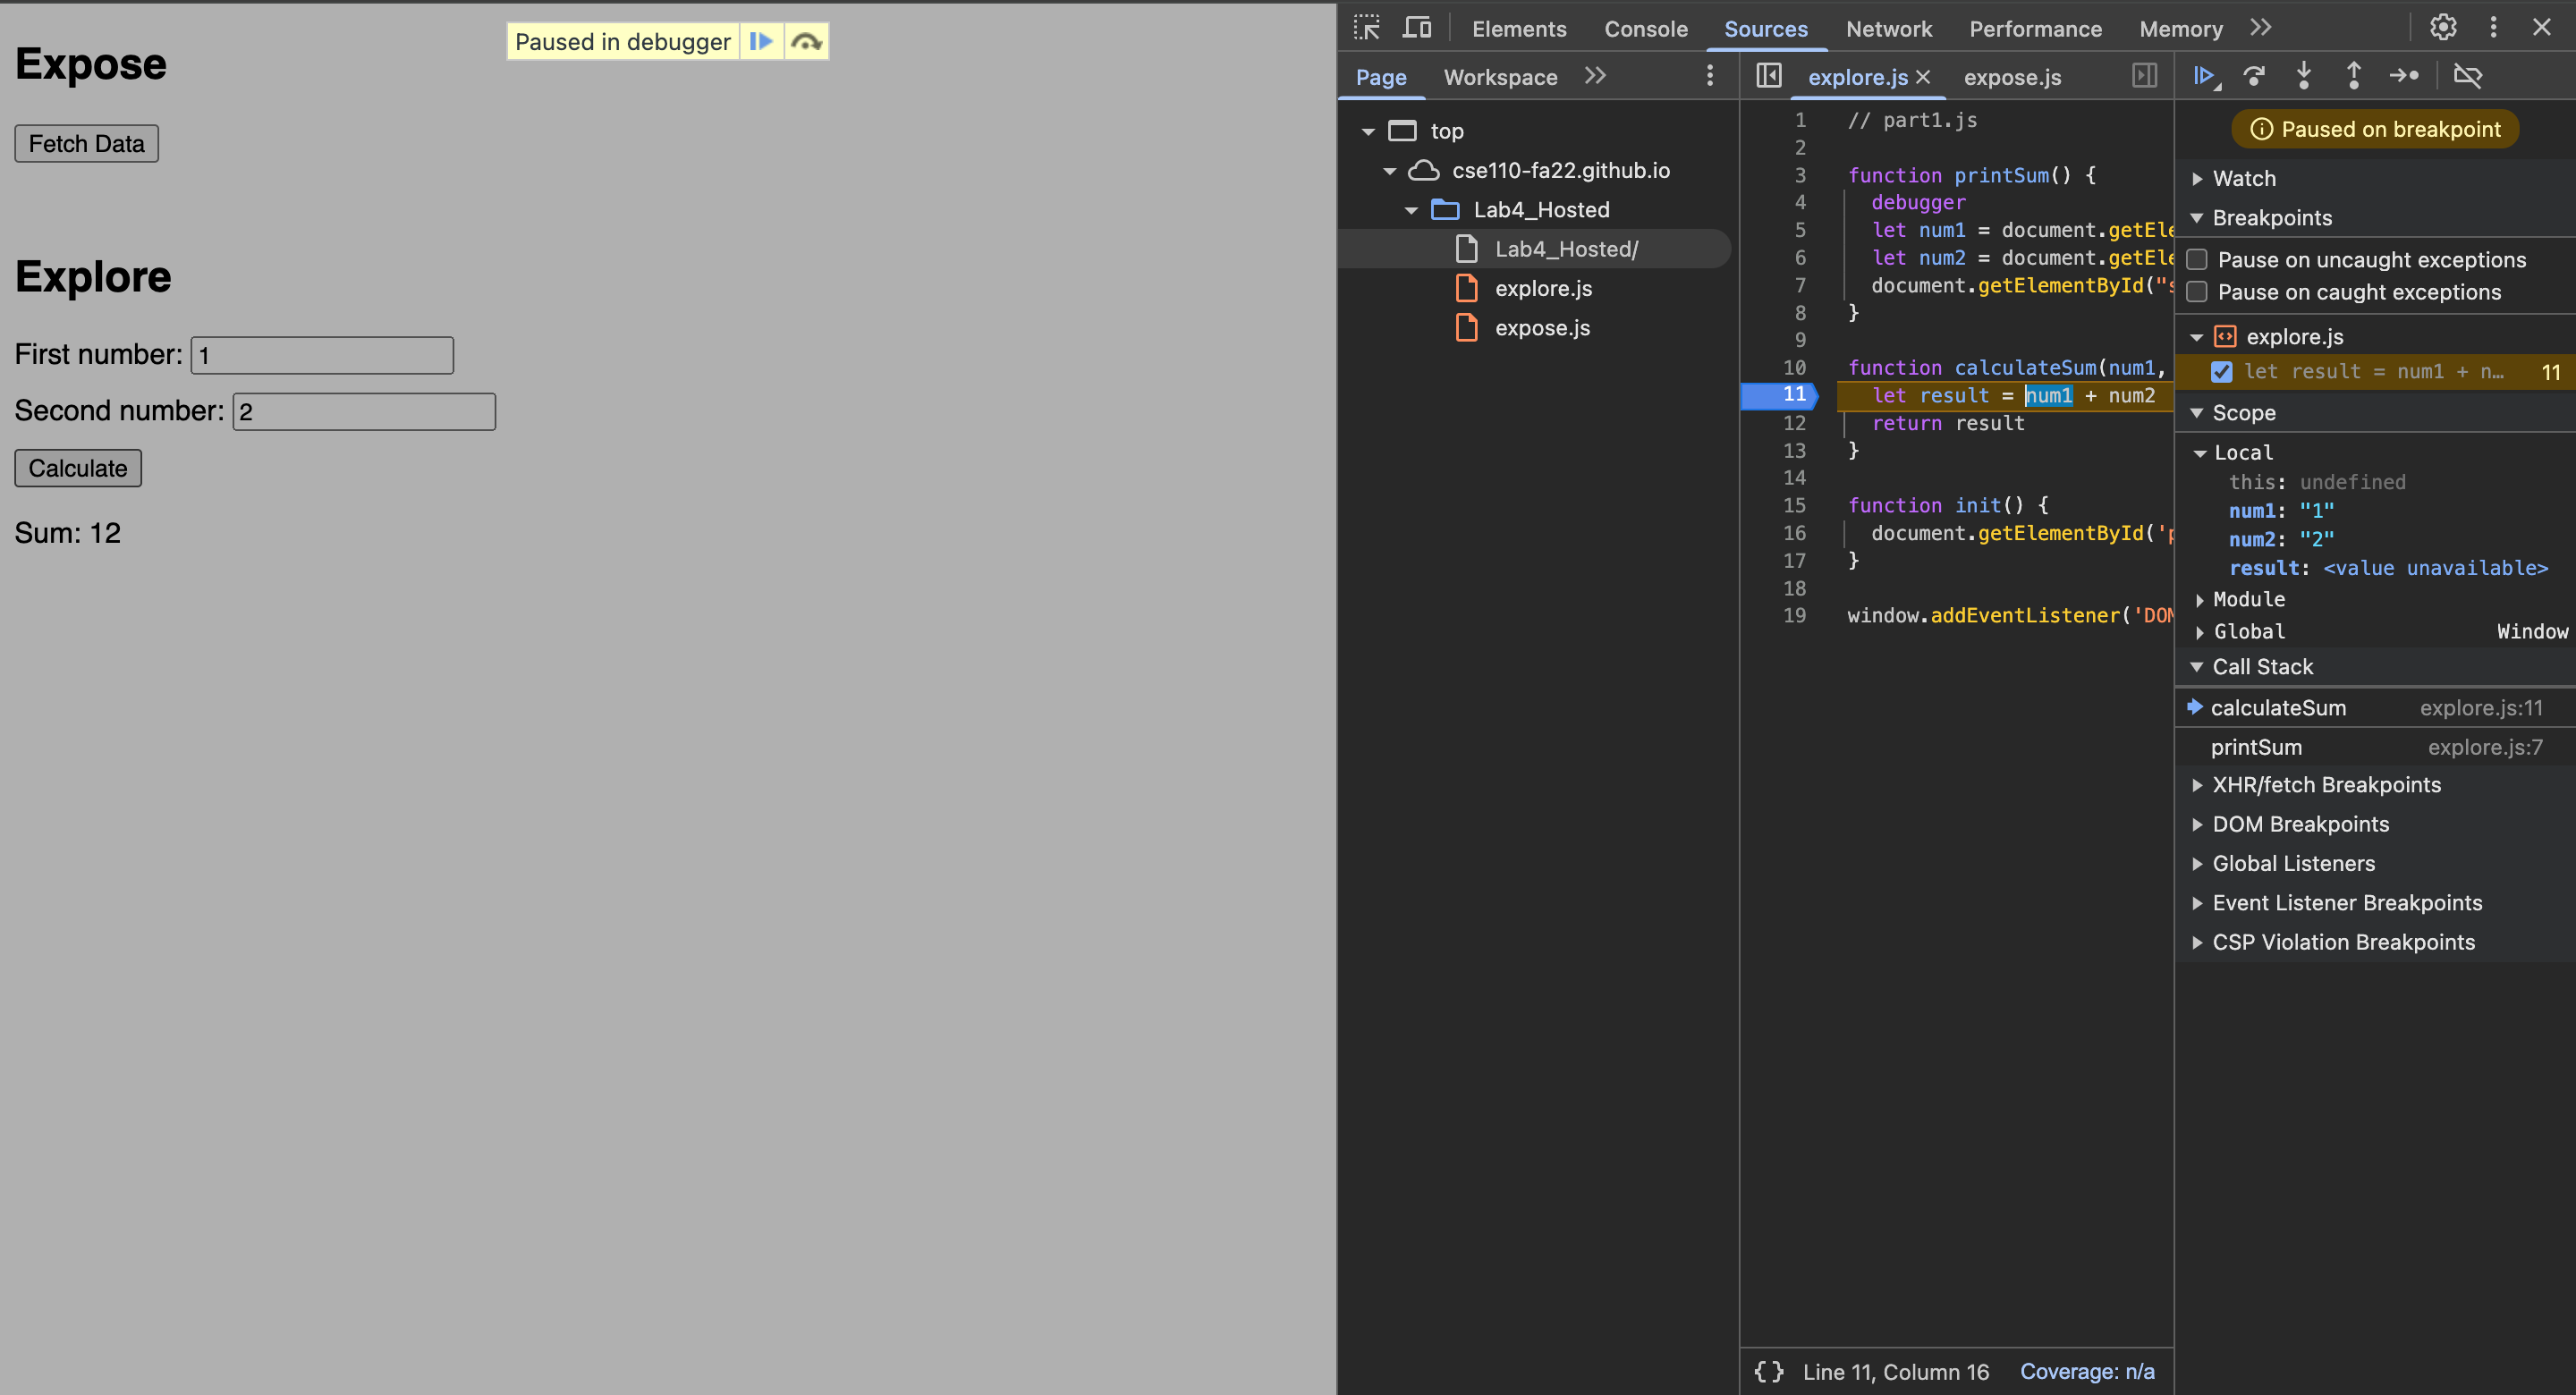 Expose
Paused in debugger
Fetch Data
Explore
First number: 1
Second number: 2
Calculate
Sum: 12
Elements Console Sources Network Performance Memory
Page Workspace
top
cse110-fa22.github.io
Lab4_Hosted
Lab4_Hosted/
explore.js
expose.js
explore.js expose.js
1 // part1.js
2
3 function printSum() {
4 debugger
5 let num1 = document.getEle
6 let num2 = document.getEle
7 document.getElementById("s
8 }
9
10 function calculateSum(num1,
11 let result = num1 + num2
12 return result
13 }
14
15 function init() {
16 document.getElementById('p
17 }
18
19 window.addEventListener('DOM
{} Line 11, Column 16 Coverage: n/a
Paused on breakpoint
Watch
Breakpoints
Pause on uncaught exceptions
Pause on caught exceptions
explore.js
let result = num1 + n… 11
Scope
Local
this: undefined
num1: "1"
num2: "2"
result: <value unavailable>
Module
Global Window
Call Stack
calculateSum explore.js:11
printSum explore.js:7
XHR/fetch Breakpoints
DOM Breakpoints
Global Listeners
Event Listener Breakpoints
CSP Violation Breakpoints